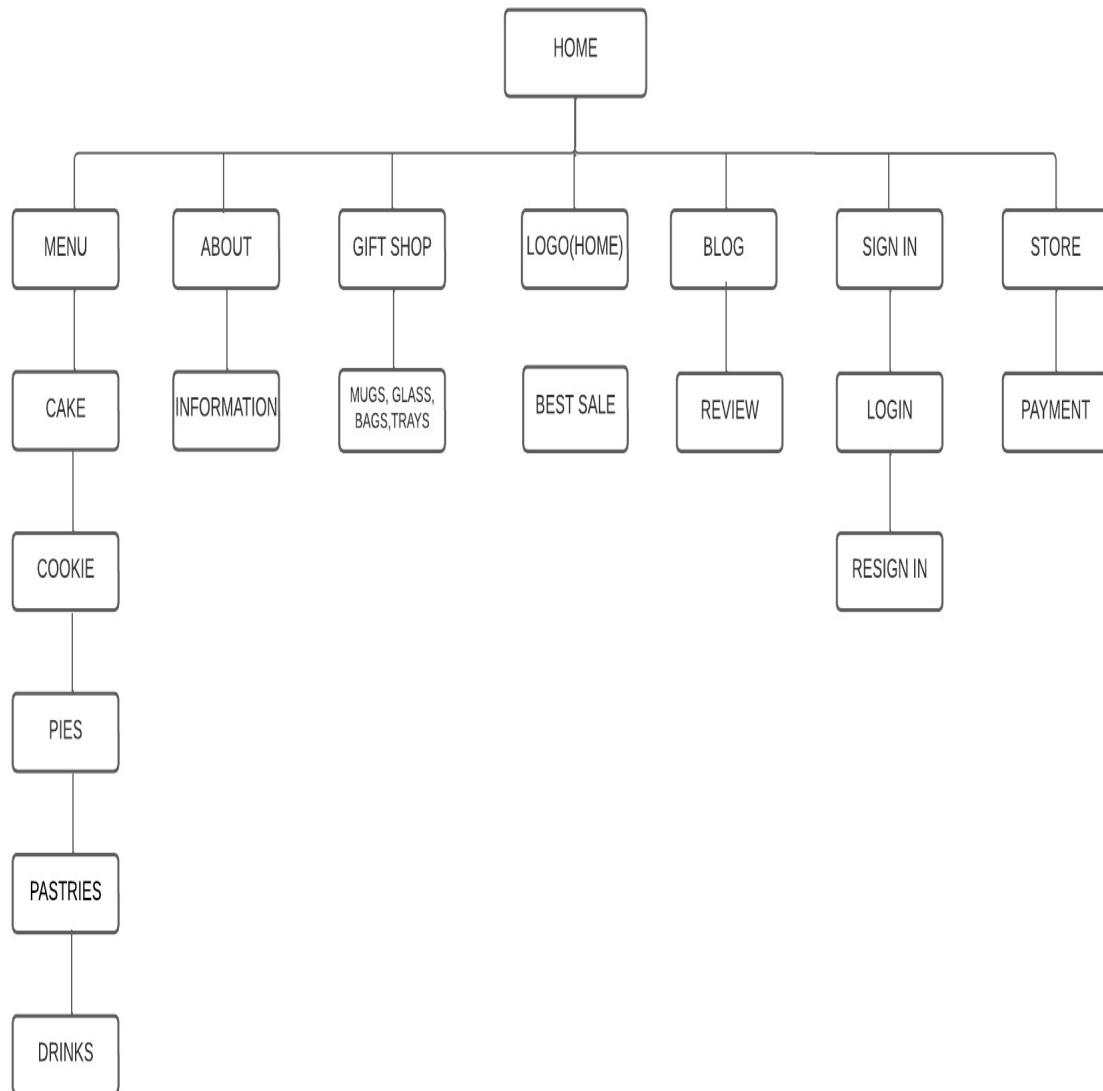 HOME
MENU
ABOUT
GIFT SHOP
LOGO(HOME)
BLOG
SIGN IN
STORE
CAKE
INFORMATION
MUGS, GLASS,
BAGS,TRAYS
BEST SALE
REVIEW
LOGIN
PAYMENT
COOKIE
RESIGN IN
PIES
PASTRIES
DRINKS